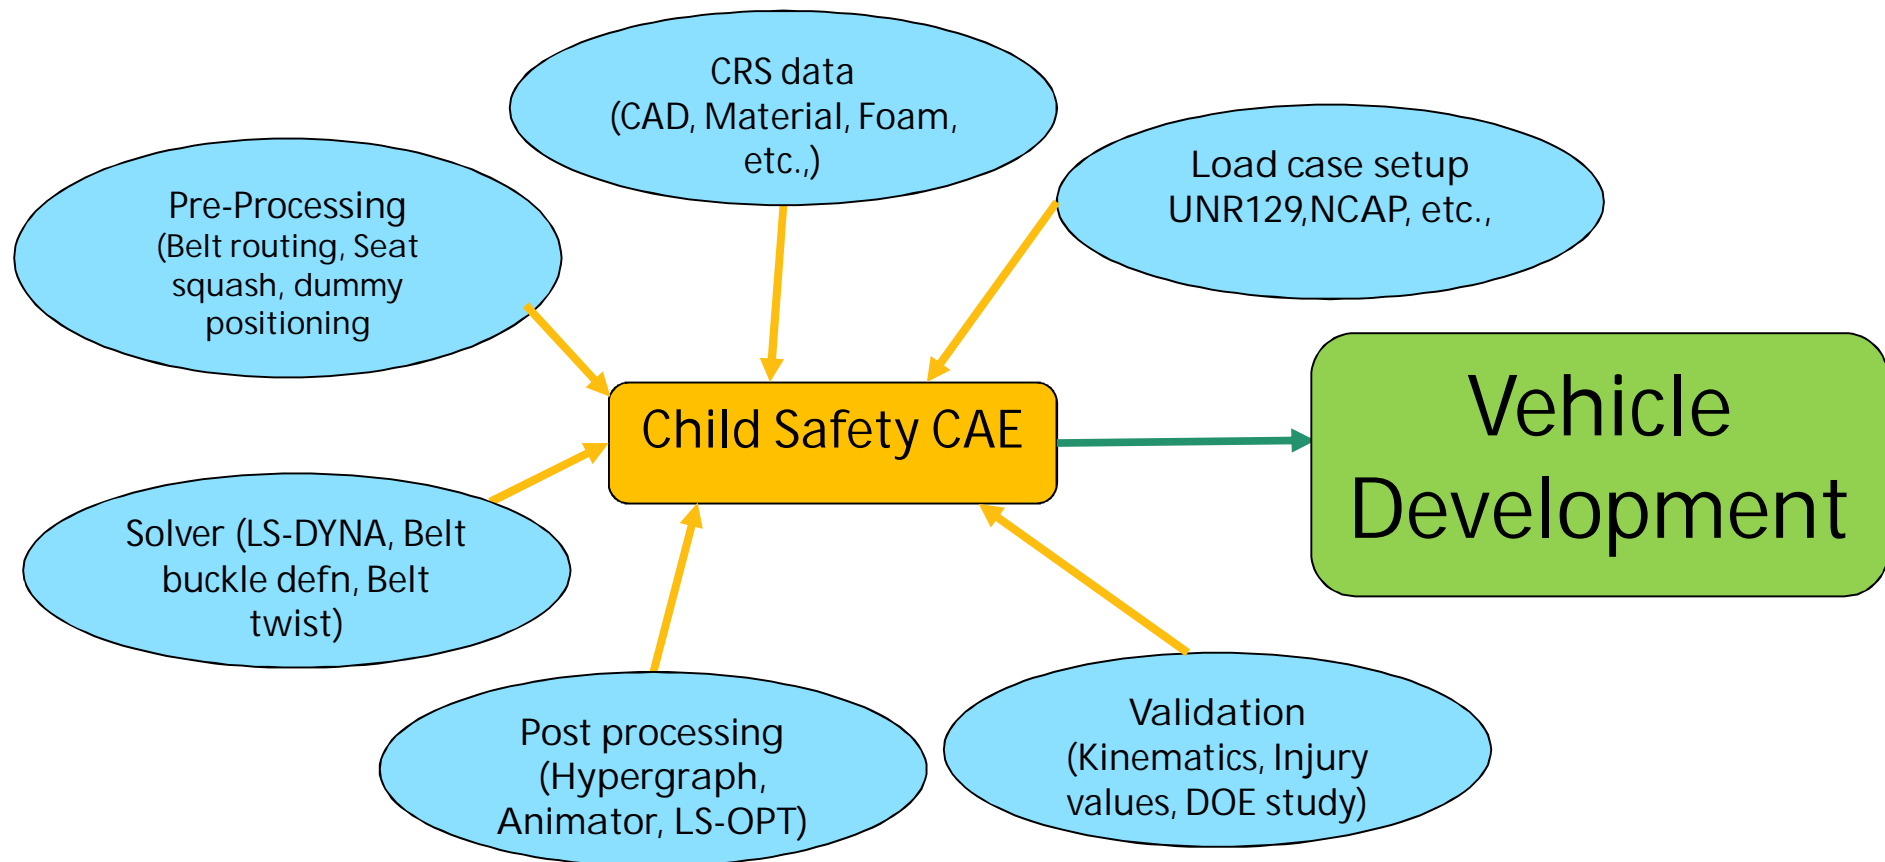 CRS data
(CAD, Material, Foam,
etc.,)
Load case setup
UNR129,NCAP, etc.,
Pre-Processing
(Belt routing, Seat
squash, dummy
positioning
Child Safety CAE
Vehicle
Development
Solver (LS-DYNA, Belt
buckle defn, Belt
twist)
Post processing
(Hypergraph,
Animator, LS-OPT)
Validation
(Kinematics, Injury
values, DOE study)